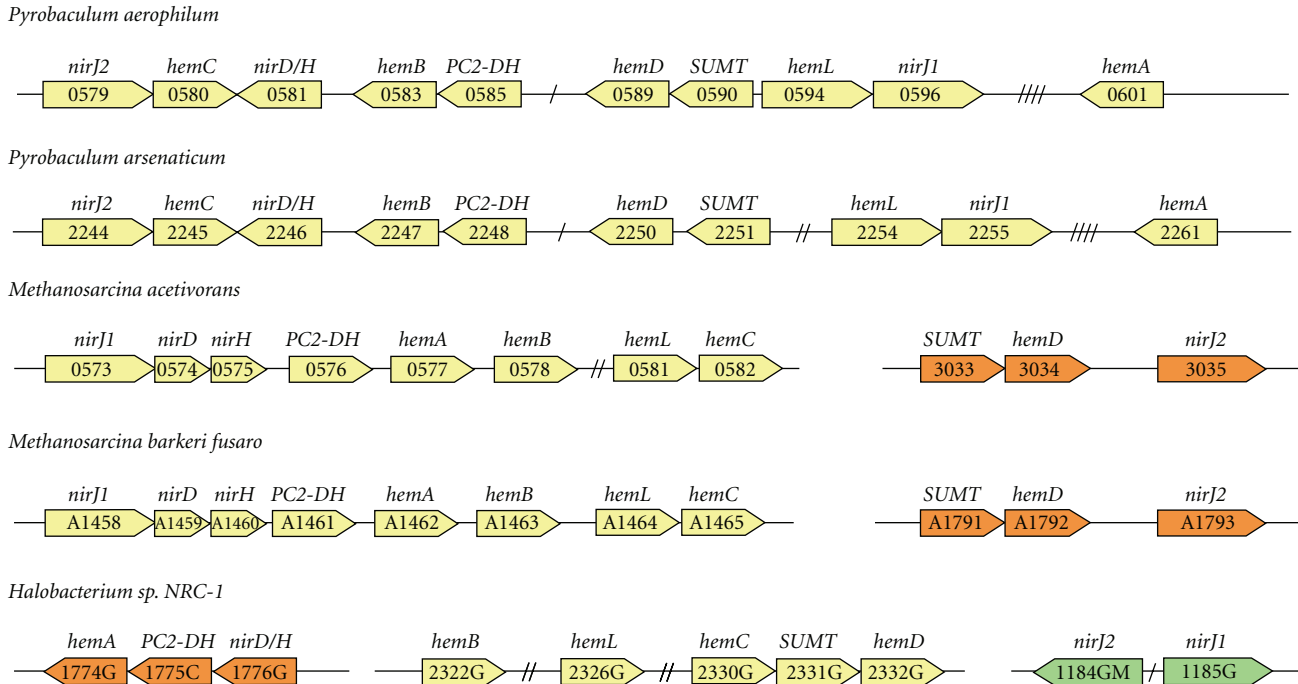 Pyrobaculum aerophilum
nirJ2 hemC nirD/H hemB PC2-DH hemD SUMT hemL nirJ1 hemA
0579 0580 0581 0583 0585 / 0589 0590 0594 0596 //// 0601
Pyrobaculum arsenaticum
nirJ2 hemC nirD/H hemB PC2-DH hemD SUMT hemL nirJ1 hemA
2244 2245 2246 2247 2248 / 2250 2251 // 2254 2255 //// 2261
Methanosarcina acetivorans
nirJ1 nirD nirH PC2-DH hemA hemB hemL hemC SUMT hemD nirJ2
0573 0574 0575 0576 0577 0578 // 0581 0582 3033 3034 3035
Methanosarcina barkeri fusaro
nirJ1 nirD nirH PC2-DH hemA hemB hemL hemC SUMT hemD nirJ2
A1458 A1459 A1460 A1461 A1462 A1463 A1464 A1465 A1791 A1792 A1793
Halobacterium sp. NRC-1
hemA PC2-DH nirD/H hemB hemL hemC SUMT hemD nirJ2 nirJ1
1774G 1775C 1776G 2322G // 2326G // 2330G 2331G 2332G 1184GM / 1185G